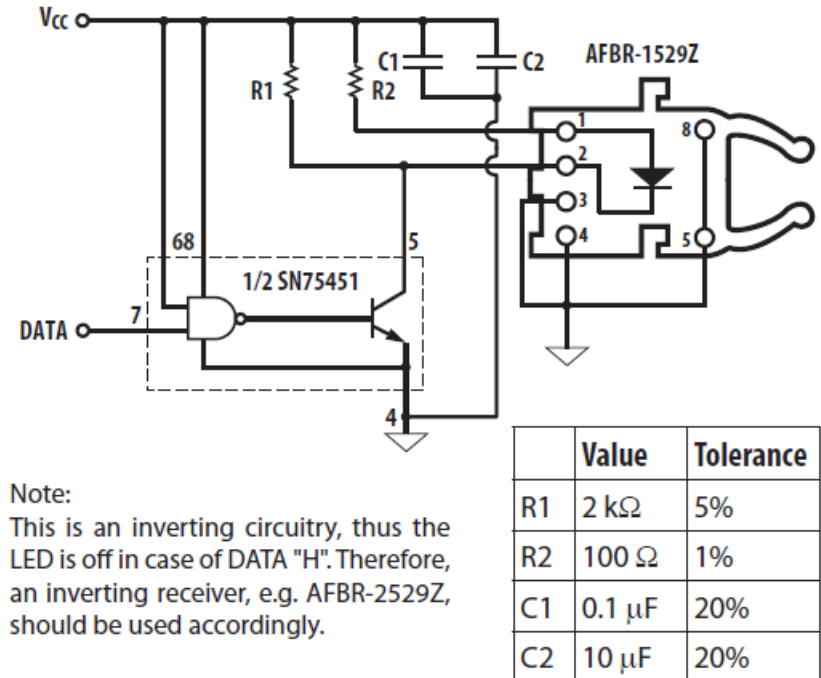 VCC
R1
R2
C1
C2
AFBR-1529Z
1
2
3
4
8
5
68
5
1/2 SN75451
DATA
7
4
Note:
This is an inverting circuitry, thus the
LED is off in case of DATA "H". Therefore,
an inverting receiver, e.g. AFBR-2529Z,
should be used accordingly.
Value Tolerance
R1 2 kΩ 5%
R2 100 Ω 1%
C1 0.1 μF 20%
C2 10 μF 20%